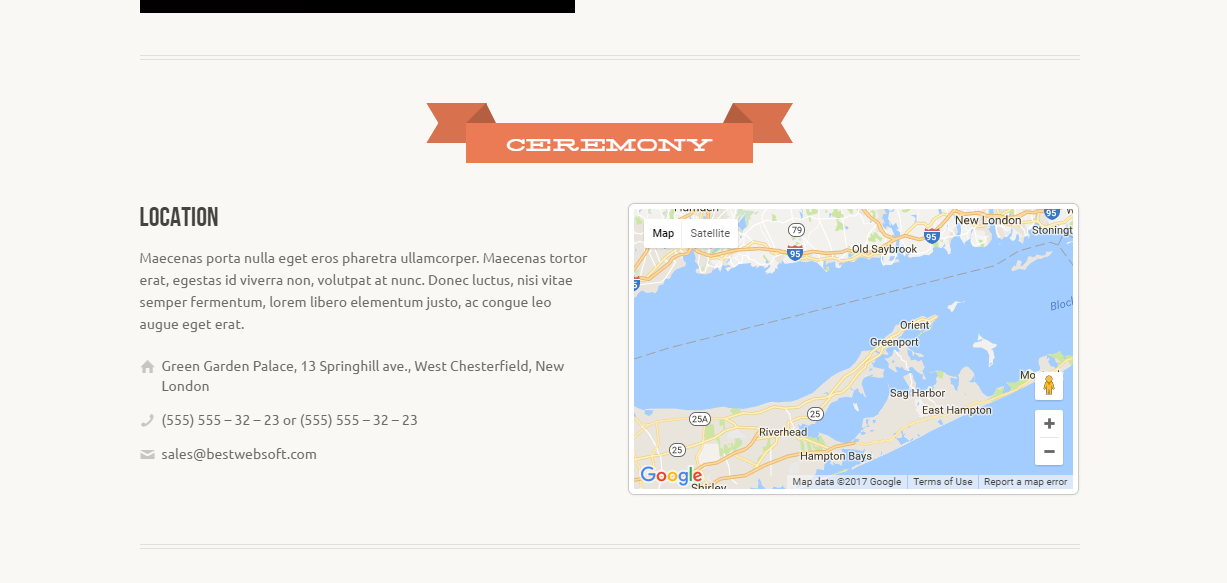 CEREMONY
LOCATION
Maecenas porta nulla eget eros pharetra ullamcorper. Maecenas tortor
erat, egestas id viverra non, volutpat at nunc. Donec luctus, nisi vitae
semper fermentum, lorem libero elementum justo, ac congue leo
augue eget erat.
Green Garden Palace, 13 Springhill ave., West Chesterfield, New
London
(555) 555 – 32 – 23 or (555) 555 – 32 – 23
sales@bestwebsoft.com
Map
Satellite
79
New London
95
Stoningt
95
Old Saybrook
95
Block
Orient
Greenport
Mo
Sag Harbor
East Hampton
25A
25
Riverhead
25
Hampton Bays
Shirley
Google
Map data ©2017 Google
Terms of Use
Report a map error